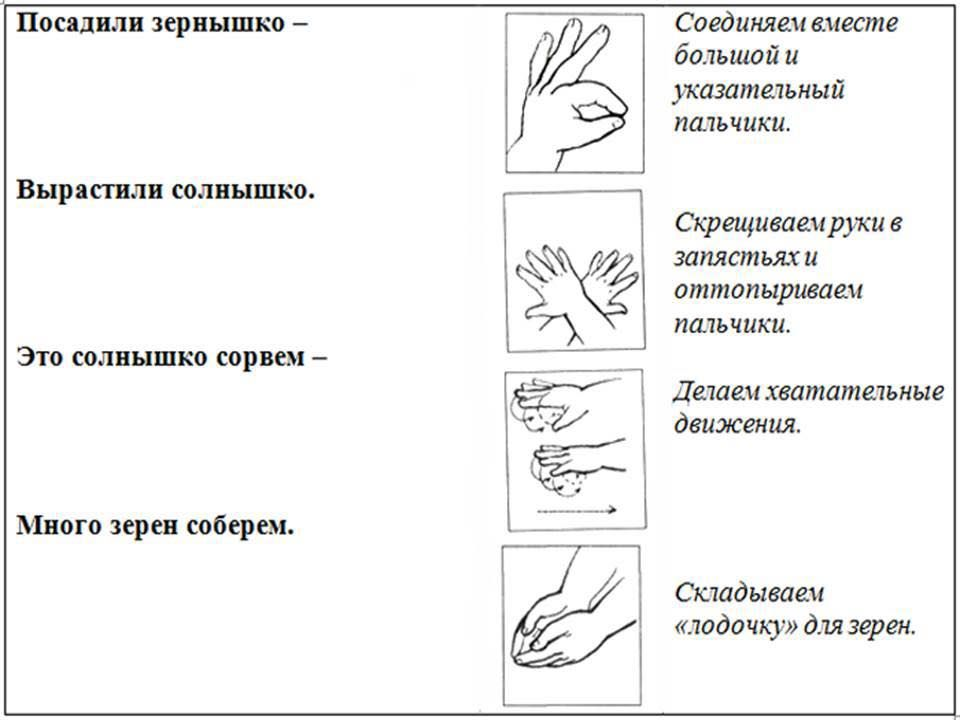 Посадили зернышко –
Соединяем вместе
большой и
указательный
пальчики.
Вырастили солнышко.
Скрещиваем руки в
запястьях и
оттопыриваем
пальчики.
Это солнышко сорвем –
Делаем хватательные
движения.
Много зерен соберем.
Складываем
«лодочку» для зерен.